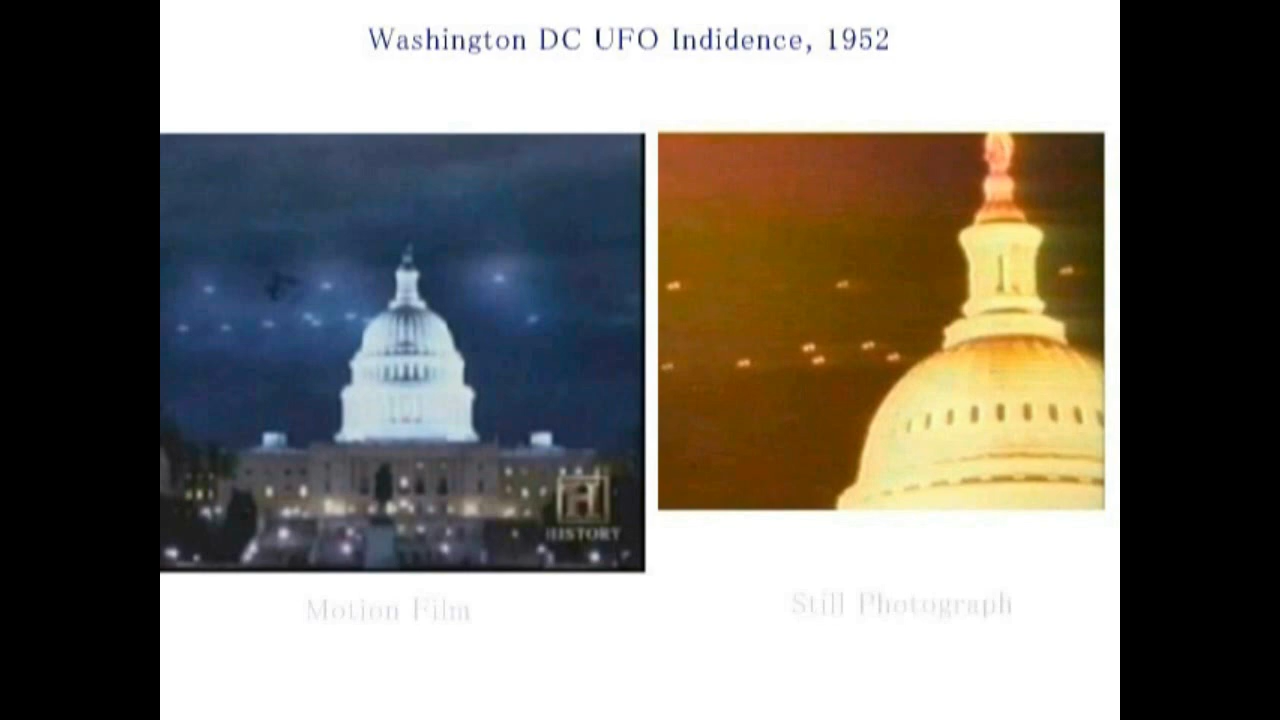 Washington DC UFO Indidence, 1952
HISTORY
Motion Film
Still Photograph